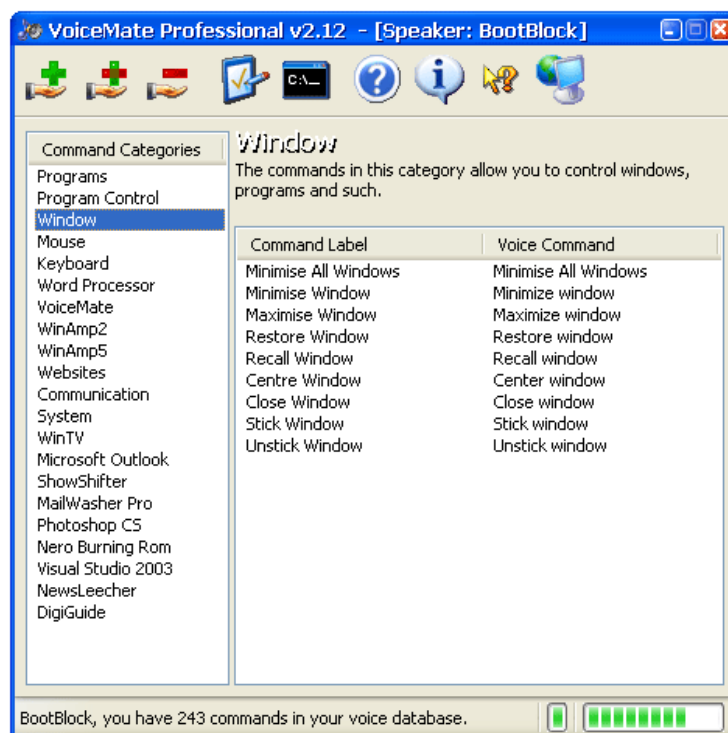 VoiceMate Professional v2.12 - [Speaker: BootBlock]
C:\_
Command Categories
Programs
Program Control
Window
Mouse
Keyboard
Word Processor
VoiceMate
WinAmp2
WinAmp5
Websites
Communication
System
WinTV
Microsoft Outlook
ShowShifter
MailWasher Pro
Photoshop CS
Nero Burning Rom
Visual Studio 2003
NewsLeecher
DigiGuide
Window
The commands in this category allow you to control windows,
programs and such.
Command Label Voice Command
Minimise All Windows Minimise All Windows
Minimise Window Minimize window
Maximise Window Maximize window
Restore Window Restore window
Recall Window Recall window
Centre Window Center window
Close Window Close window
Stick Window Stick window
Unstick Window Unstick window
BootBlock, you have 243 commands in your voice database.